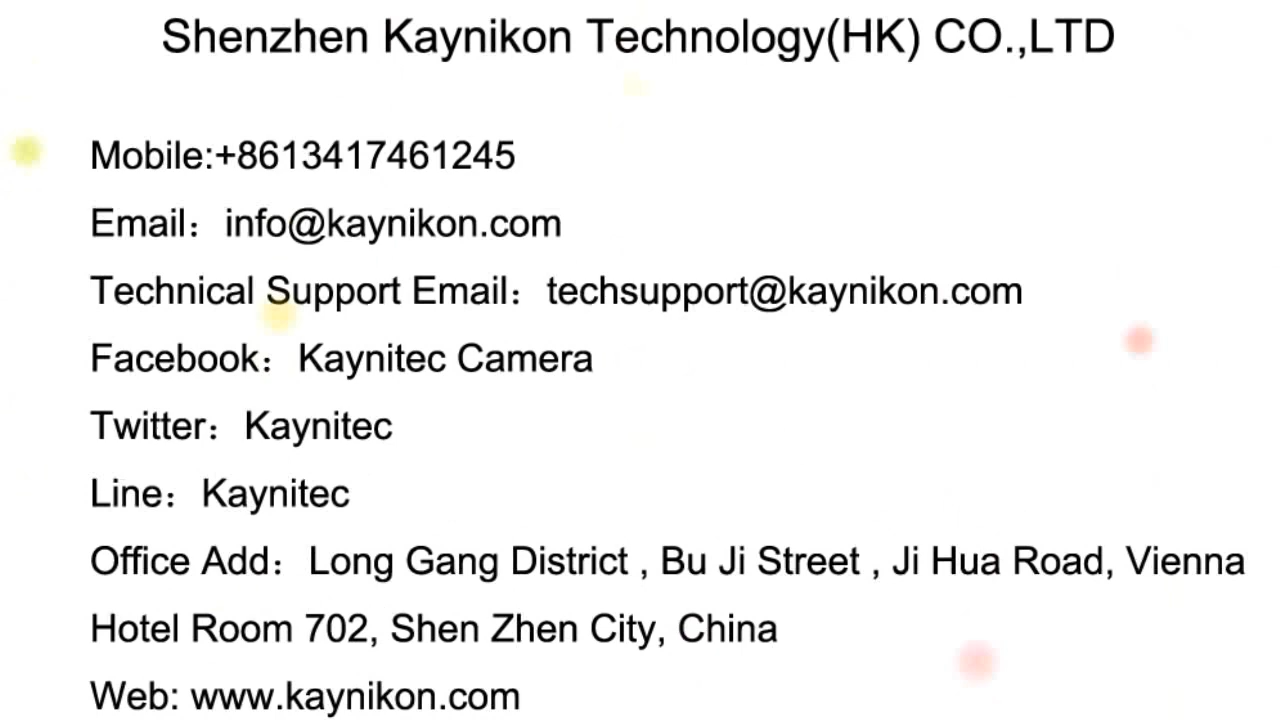 Shenzhen Kaynikon Technology(HK) CO.,LTD
Mobile:+8613417461245
Email：info@kaynikon.com
Technical Support Email：techsupport@kaynikon.com
Facebook：Kaynitec Camera
Twitter：Kaynitec
Line：Kaynitec
Office Add：Long Gang District , Bu Ji Street , Ji Hua Road, Vienna
Hotel Room 702, Shen Zhen City, China
Web: www.kaynikon.com